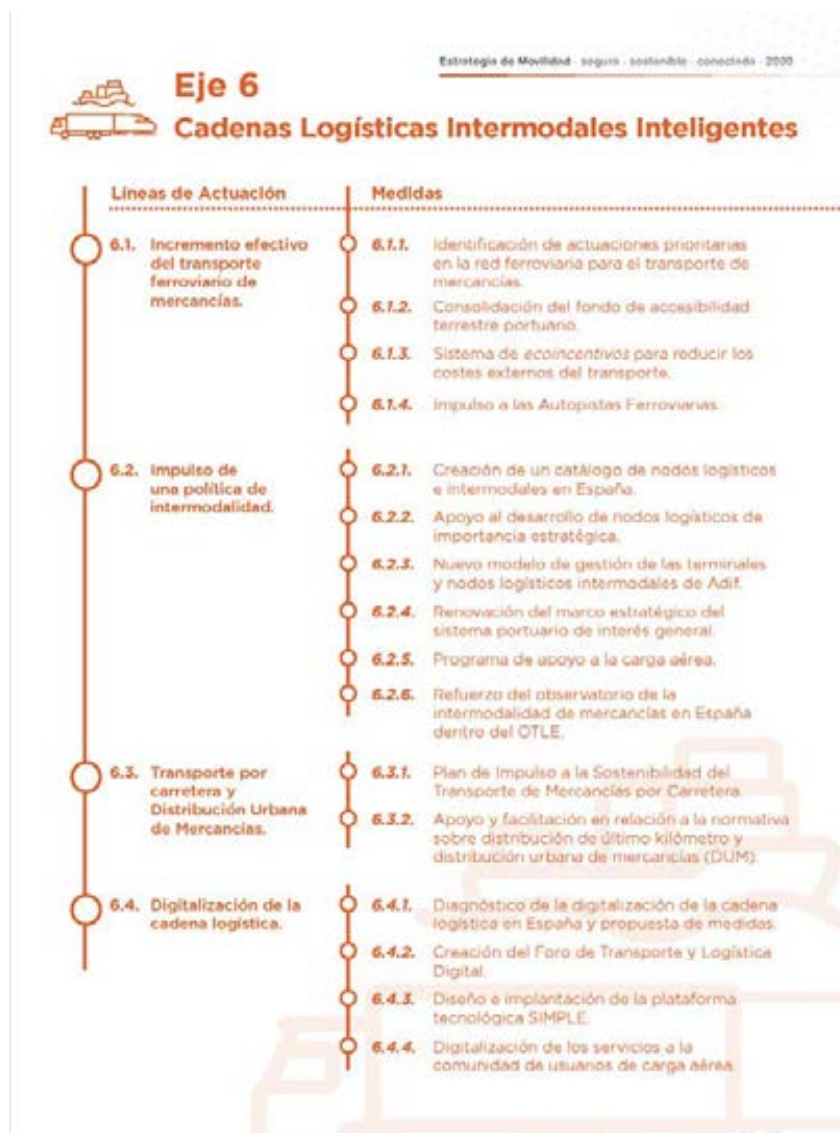 Estrategia de Movilidad · segura · sostenible · conectada · 2030
Eje 6
Cadenas Logísticas Intermodales Inteligentes
Líneas de Actuación
Medidas
6.1. Incremento efectivo
del transporte
ferroviario de
mercancías.
6.1.1. Identificación de actuaciones prioritarias
en la red ferroviaria para el transporte de
mercancías.
6.1.2. Consolidación del fondo de accesibilidad
terrestre portuario.
6.1.3. Sistema de ecoincentivos para reducir los
costes externos del transporte.
6.1.4. Impulso a las Autopistas Ferroviarias.
6.2. Impulso de
una política de
intermodalidad.
6.2.1. Creación de un catálogo de nodos logísticos
e intermodales en España.
6.2.2. Apoyo al desarrollo de nodos logísticos de
importancia estratégica.
6.2.3. Nuevo modelo de gestión de las terminales
y nodos logísticos intermodales de Adif.
6.2.4. Renovación del marco estratégico del
sistema portuario de interés general.
6.2.5. Programa de apoyo a la carga aérea.
6.2.6. Refuerzo del observatorio de la
intermodalidad de mercancías en España
dentro del OTLE.
6.3. Transporte por
carretera y
Distribución Urbana
de Mercancías.
6.3.1. Plan de Impulso a la Sostenibilidad del
Transporte de Mercancías por Carretera.
6.3.2. Apoyo y facilitación en relación a la normativa
sobre distribución de último kilómetro y
distribución urbana de mercancías (DUM).
6.4. Digitalización de la
cadena logística.
6.4.1. Diagnóstico de la digitalización de la cadena
logística en España y propuesta de medidas.
6.4.2. Creación del Foro de Transporte y Logística
Digital.
6.4.3. Diseño e implantación de la plataforma
tecnológica SIMPLE.
6.4.4. Digitalización de los servicios a la
comunidad de usuarios de carga aérea.